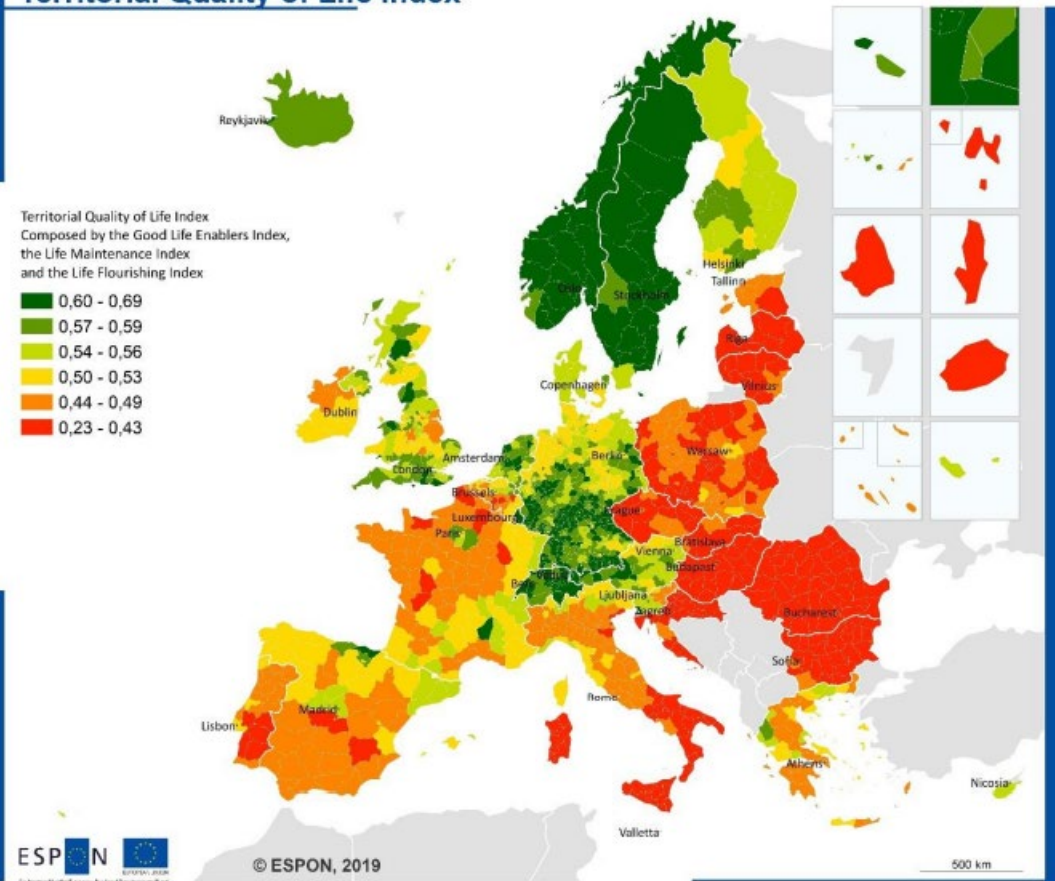 Territorial Quality of Life Index
Reykjavik
Territorial Quality of Life Index
Composed by the Good Life Enablers Index,
the Life Maintenance Index
and the Life Flourishing Index
0,60 - 0,69
0,57 - 0,59
0,54 - 0,56
0,50 - 0,53
0,44 - 0,49
0,23 - 0,43
Helsinki
Tallinn
Oslo
Stockholm
Riga
Vilnius
Copenhagen
Dublin
Amsterdam
London
Berlin
Warsaw
Brussels
Luxembourg
Prague
Paris
Bratislava
Vienna
Budapest
Ljubljana
Zagreb
Bucharest
Sofia
Rome
Madrid
Lisbon
Athens
Nicosia
Valletta
ESPON
© ESPON, 2019
500 km